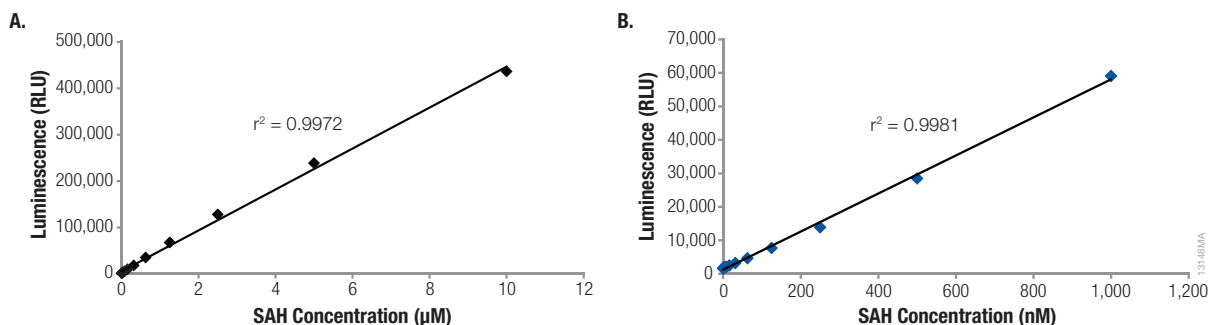 A.
Luminescence (RLU)
500,000
400,000
300,000
200,000
100,000
0
r² = 0.9972
0 2 4 6 8 10 12
SAH Concentration (µM)
B.
Luminescence (RLU)
70,000
60,000
50,000
40,000
30,000
20,000
10,000
0
r² = 0.9981
0 200 400 600 800 1,000 1,200
SAH Concentration (nM)
13148MA